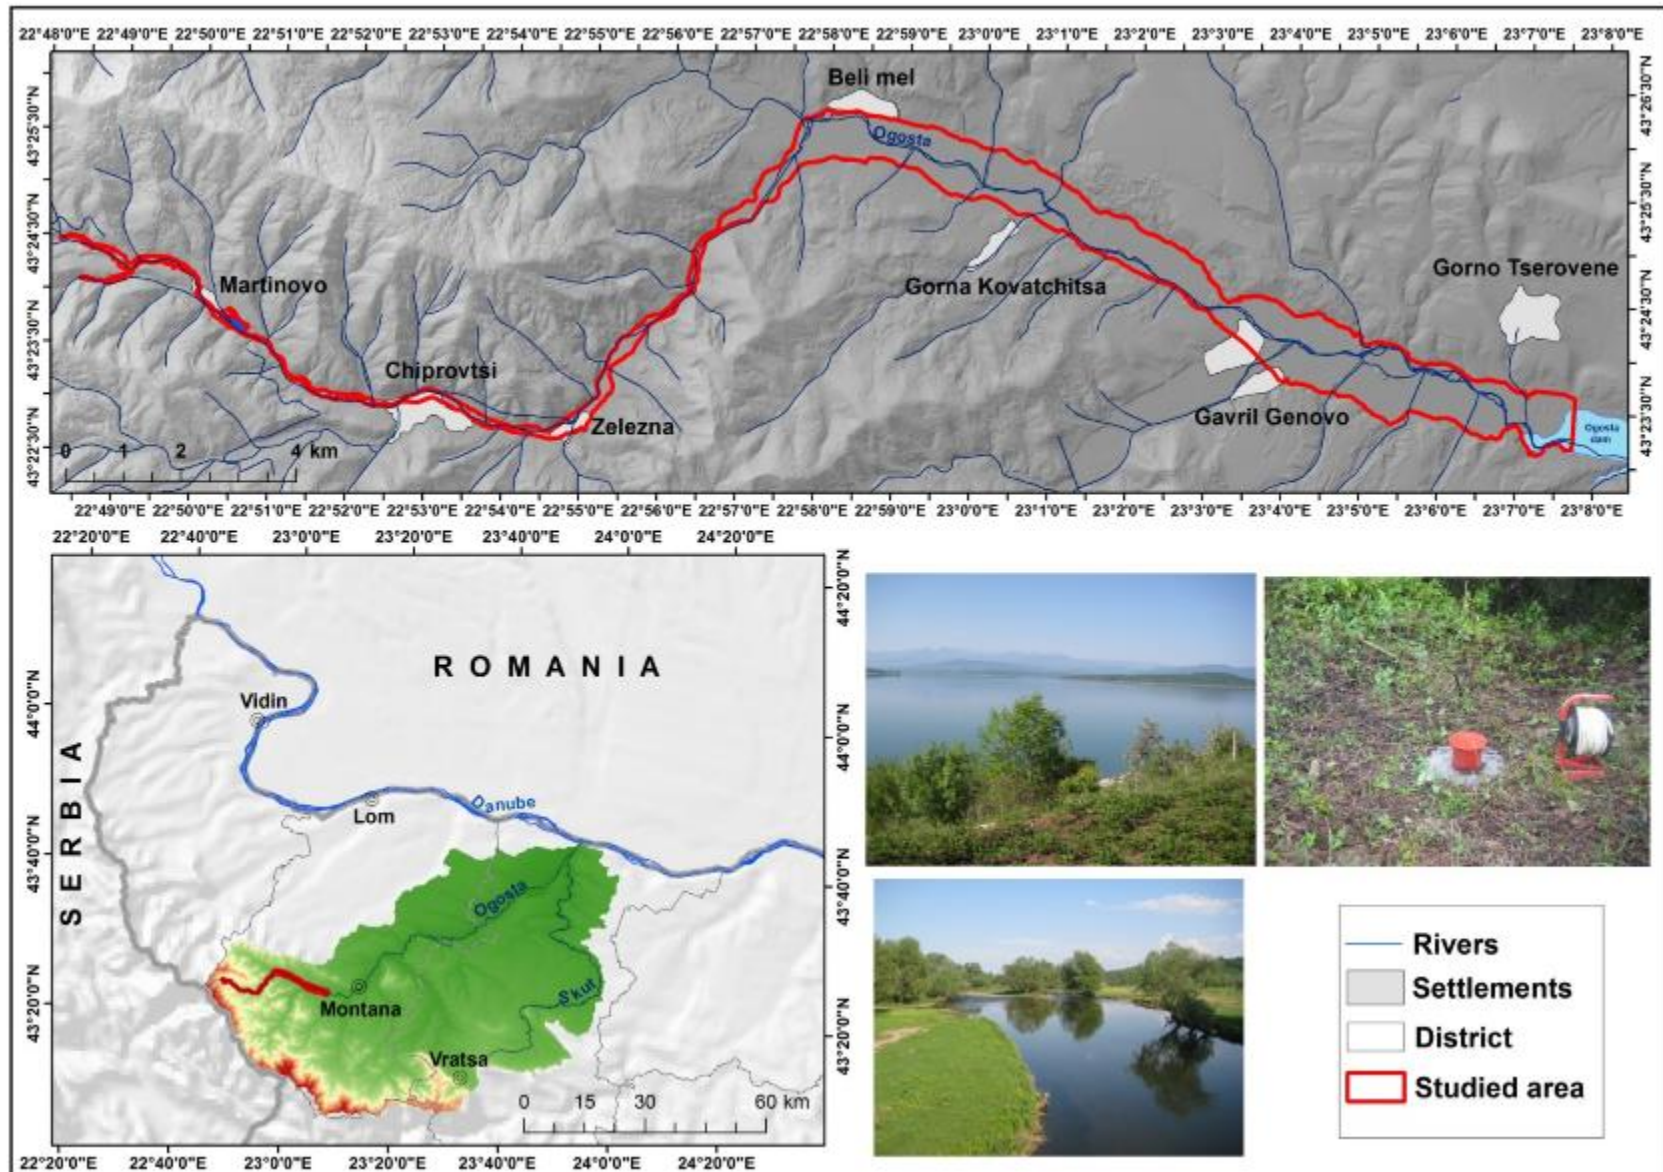 22°48'0"E 22°49'0"E 22°50'0"E 22°51'0"E 22°52'0"E 22°53'0"E 22°54'0"E 22°55'0"E 22°56'0"E 22°57'0"E 22°58'0"E 22°59'0"E 23°0'0"E 23°1'0"E 23°2'0"E 23°3'0"E 23°4'0"E 23°5'0"E 23°6'0"E 23°7'0"E 23°8'0"E
43°25'30"N
43°24'30"N
43°23'30"N
43°22'30"N
43°26'30"N
43°25'30"N
43°24'30"N
43°23'30"N
Beli mel
Ogosta
Martinovo
Gorna Kovatchitsa
Gorno Tserovene
Chiprovtsi
Zelezna
Gavril Genovo
Ogosta
dam
0 1 2 4 km
22°49'0"E 22°50'0"E 22°51'0"E 22°52'0"E 22°53'0"E 22°54'0"E 22°55'0"E 22°56'0"E 22°57'0"E 22°58'0"E 22°59'0"E 23°0'0"E 23°1'0"E 23°2'0"E 23°3'0"E 23°4'0"E 23°5'0"E 23°6'0"E 23°7'0"E 23°8'0"E
22°20'0"E 22°40'0"E 23°0'0"E 23°20'0"E 23°40'0"E 24°0'0"E 24°20'0"E
44°0'0"N
43°40'0"N
43°20'0"N
44°20'0"N
44°0'0"N
43°40'0"N
43°20'0"N
ROMANIA
SERBIA
Vidin
Lom
Danube
Ogosta
Skut
Montana
Vratsa
0 15 30 60 km
22°20'0"E 22°40'0"E 23°0'0"E 23°20'0"E 23°40'0"E 24°0'0"E 24°20'0"E
Rivers
Settlements
District
Studied area